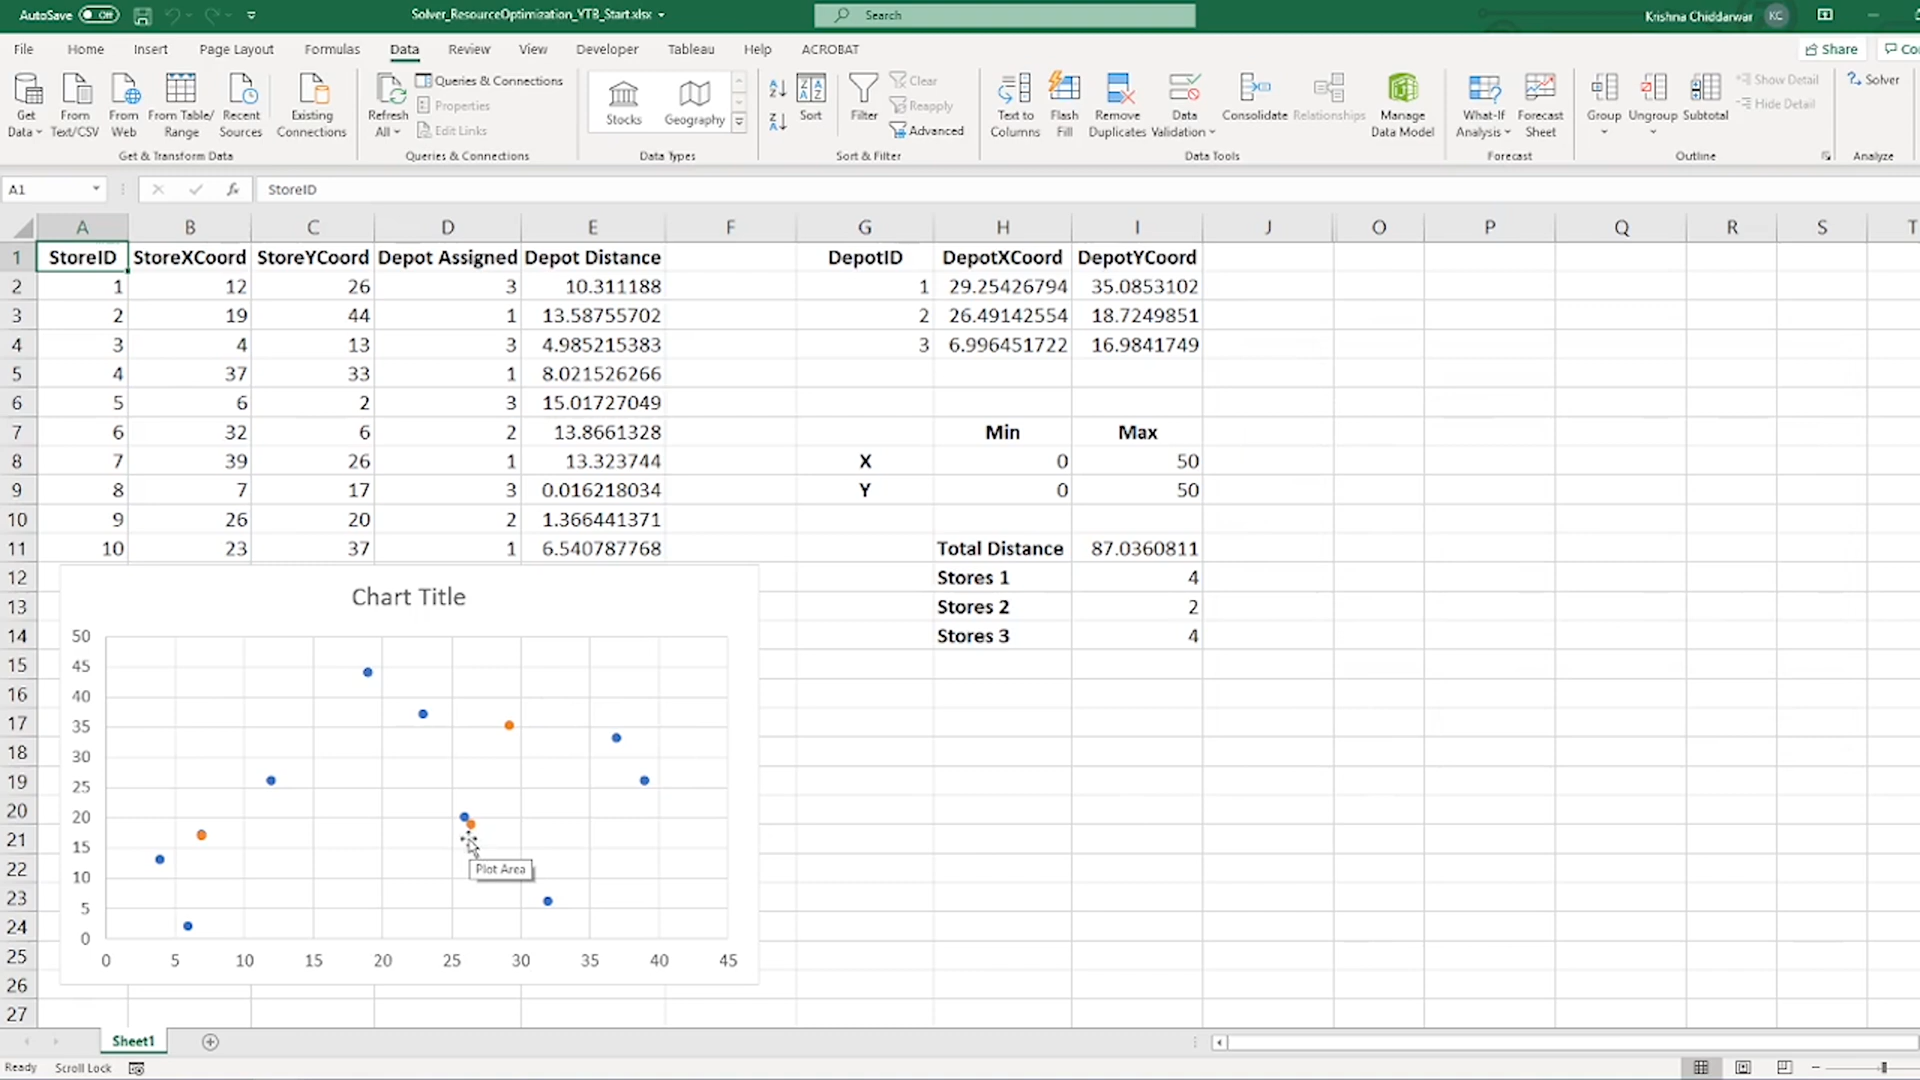 AutoSave Off Solver_ResourceOptimization_YTB_Start.xlsx Search Krishna Chiddarwar KC
File Home Insert Page Layout Formulas Data Review View Developer Tableau Help ACROBAT Share
Get Data From Text/CSV From Web From Table/Range Recent Sources Existing Connections
Refresh All Queries & Connections Properties Edit Links
Stocks Geography
Sort Filter Clear Reapply Advanced
Text to Columns Flash Fill Remove Duplicates Data Validation Consolidate Relationships Manage Data Model
What-If Analysis Forecast Sheet
Group Ungroup Subtotal Show Detail Hide Detail
Solver
Get & Transform Data Queries & Connections Data Types Sort & Filter Data Tools Forecast Outline Analyze
A1 fx StoreID
A B C D E F G H I J O P Q R S T
1 StoreID StoreXCoord StoreYCoord Depot Assigned Depot Distance DepotID DepotXCoord DepotYCoord
2 1 12 26 3 10.311188 1 29.25426794 35.0853102
3 2 19 44 1 13.58755702 2 26.49142554 18.7249851
4 3 4 13 3 4.985215383 3 6.996451722 16.9841749
5 4 37 33 1 8.021526266
6 5 6 2 3 15.01727049
7 6 32 6 2 13.8661328 Min Max
8 7 39 26 1 13.323744 X 0 50
9 8 7 17 3 0.016218034 Y 0 50
10 9 26 20 2 1.366441371
11 10 23 37 1 6.540787768 Total Distance 87.0360811
12 Stores 1 4
13 Stores 2 2
14 Stores 3 4
15
16
17
18
19
20
21
22
23
24
25
26
27
Chart Title
50
45
40
35
30
25
20
15
10
5
0
0 5 10 15 20 25 30 35 40 45
Plot Area
Sheet1
Ready Scroll Lock